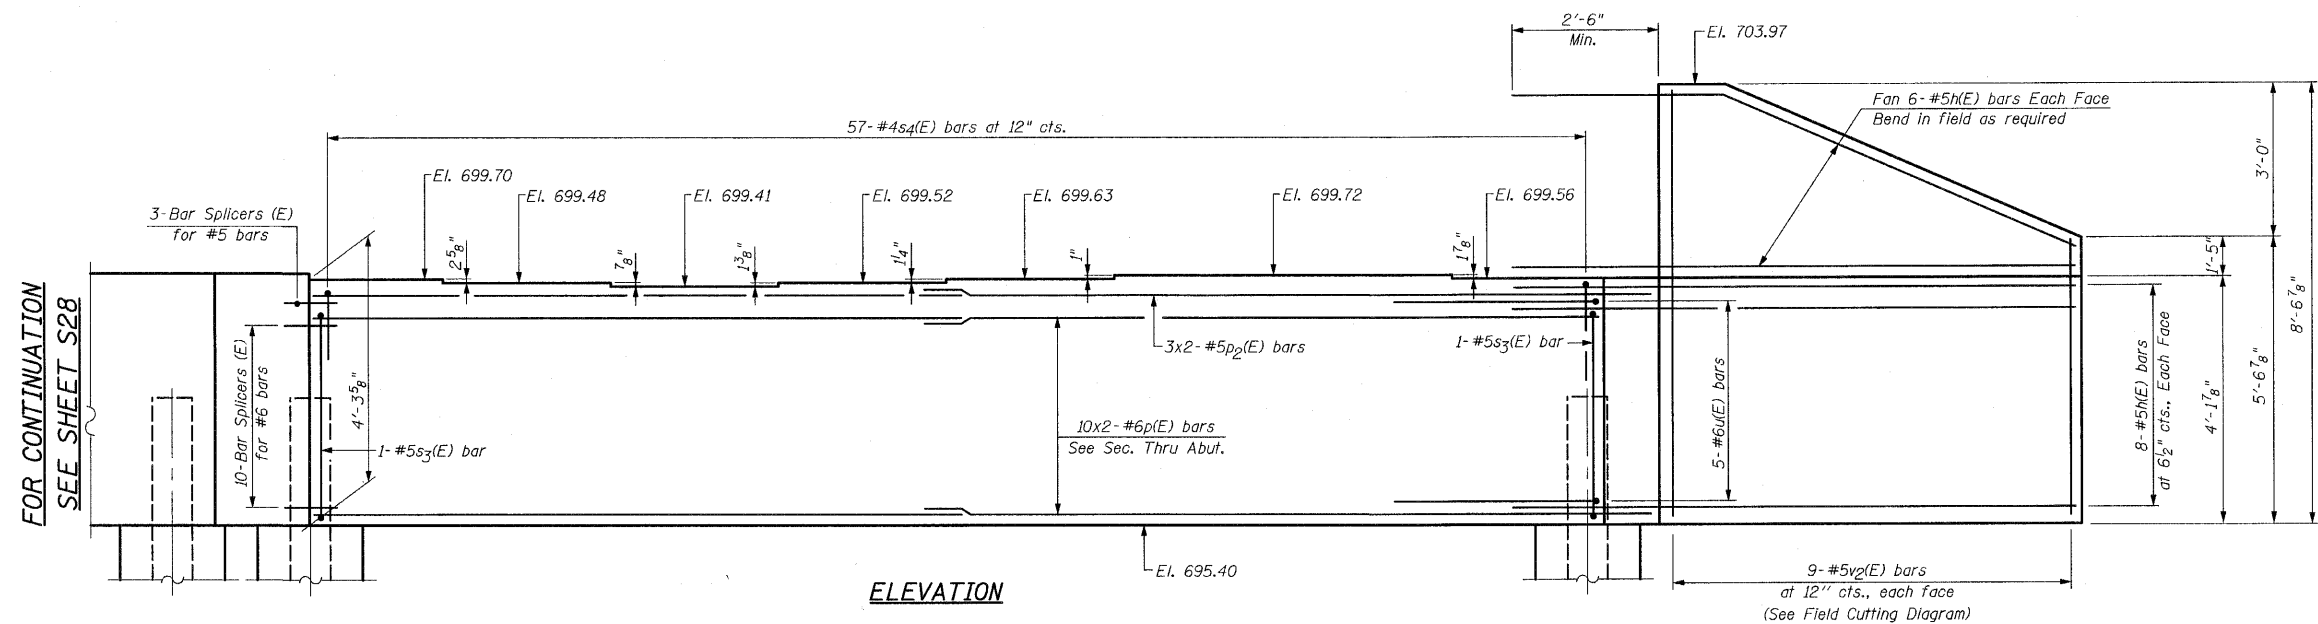 2'-6"
Min.
El. 703.97
Fan 6-#5h(E) bars Each Face
Bend in field as required
57-#4s4(E) bars at 12" cts.
3'-0"
El. 699.70
El. 699.48
El. 699.41
El. 699.52
El. 699.63
El. 699.72
El. 699.56
3-Bar Splicers (E)
for #5 bars
2 5/8"
7/8"
1 3/8"
1 1/4"
1"
1 7/8"
1'-5"
8'-6 7/8"
FOR CONTINUATION
SEE SHEET S28
10-Bar Splicers (E)
for #6 bars
4'-3 5/8"
1-#5s3(E) bar
3x2-#5p2(E) bars
1-#5s3(E) bar
10x2-#6p(E) bars
See Sec. Thru Abut.
5-#6u(E) bars
8-#5h(E) bars
at 6 1/2" cts., Each Face
4'-1 7/8"
5'-6 7/8"
El. 695.40
ELEVATION
9-#5v2(E) bars
at 12" cts., each face
(See Field Cutting Diagram)